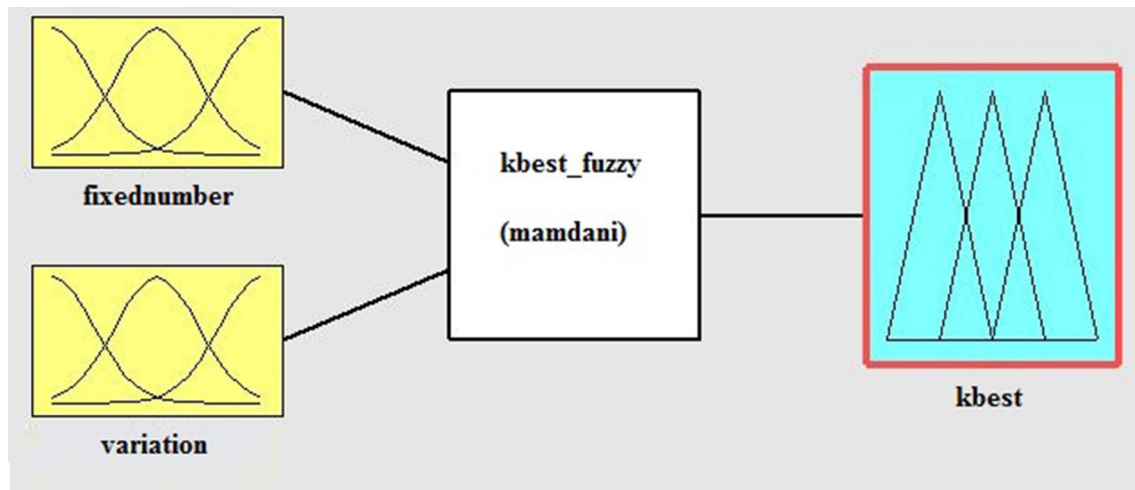 fixednumber
variation
kbest_fuzzy
(mamdani)
kbest